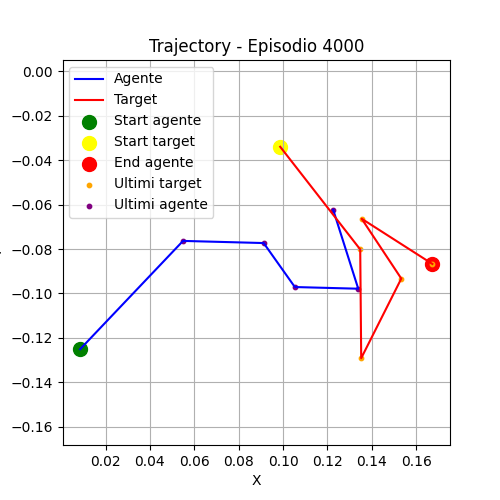 Trajectory - Episodio 4000
Agente
Target
Start agente
Start target
End agente
Ultimi target
Ultimi agente
0.00
−0.02
−0.04
−0.06
−0.08
−0.10
−0.12
−0.14
−0.16
0.02 0.04 0.06 0.08 0.10 0.12 0.14 0.16
X